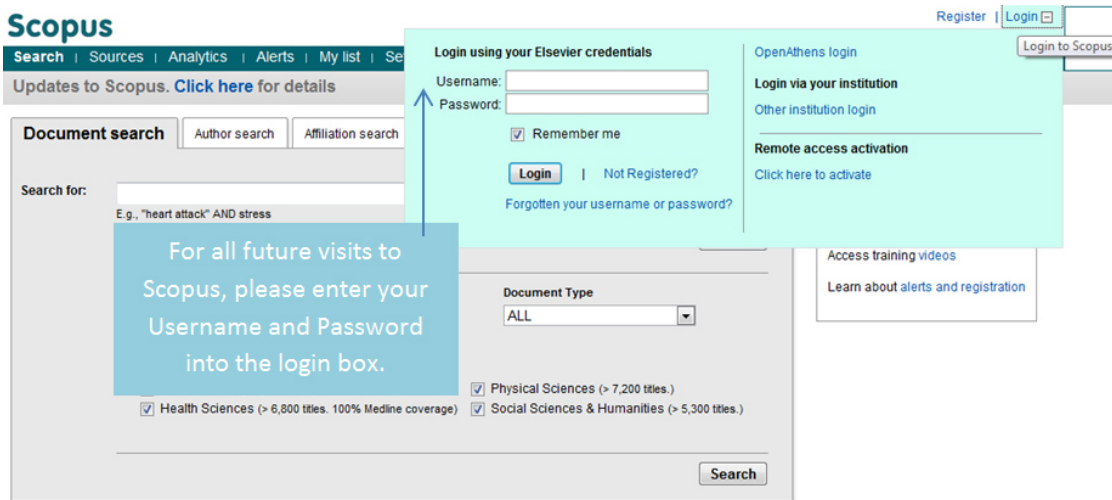 Scopus
Register | Login
Login to Scopus
Search | Sources | Analytics | Alerts | My list | Se
Updates to Scopus. Click here for details
Login using your Elsevier credentials
Username:
Password:
Remember me
Login | Not Registered?
Forgotten your username or password?
OpenAthens login
Login via your institution
Other institution login
Remote access activation
Click here to activate
Document search
Author search
Affiliation search
Search for:
E.g., "heart attack" AND stress
For all future visits to
Scopus, please enter your
Username and Password
into the login box.
Document Type
ALL
Physical Sciences (> 7,200 titles.)
Health Sciences (> 6,800 titles. 100% Medline coverage)
Social Sciences & Humanities (> 5,300 titles.)
Search
Access training videos
Learn about alerts and registration